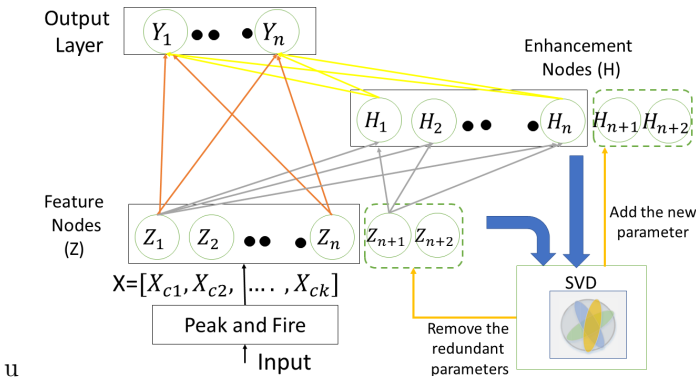 Output
Layer
Y1 Yn
Enhancement
Nodes (H)
H1 H2 Hn Hn+1 Hn+2
Feature
Nodes
(Z)
Z1 Z2 Zn Zn+1 Zn+2
Add the new
parameter
X=[Xc1, Xc2, .... , Xck]
SVD
Peak and Fire
Remove the
redundant
parameters
Input
u